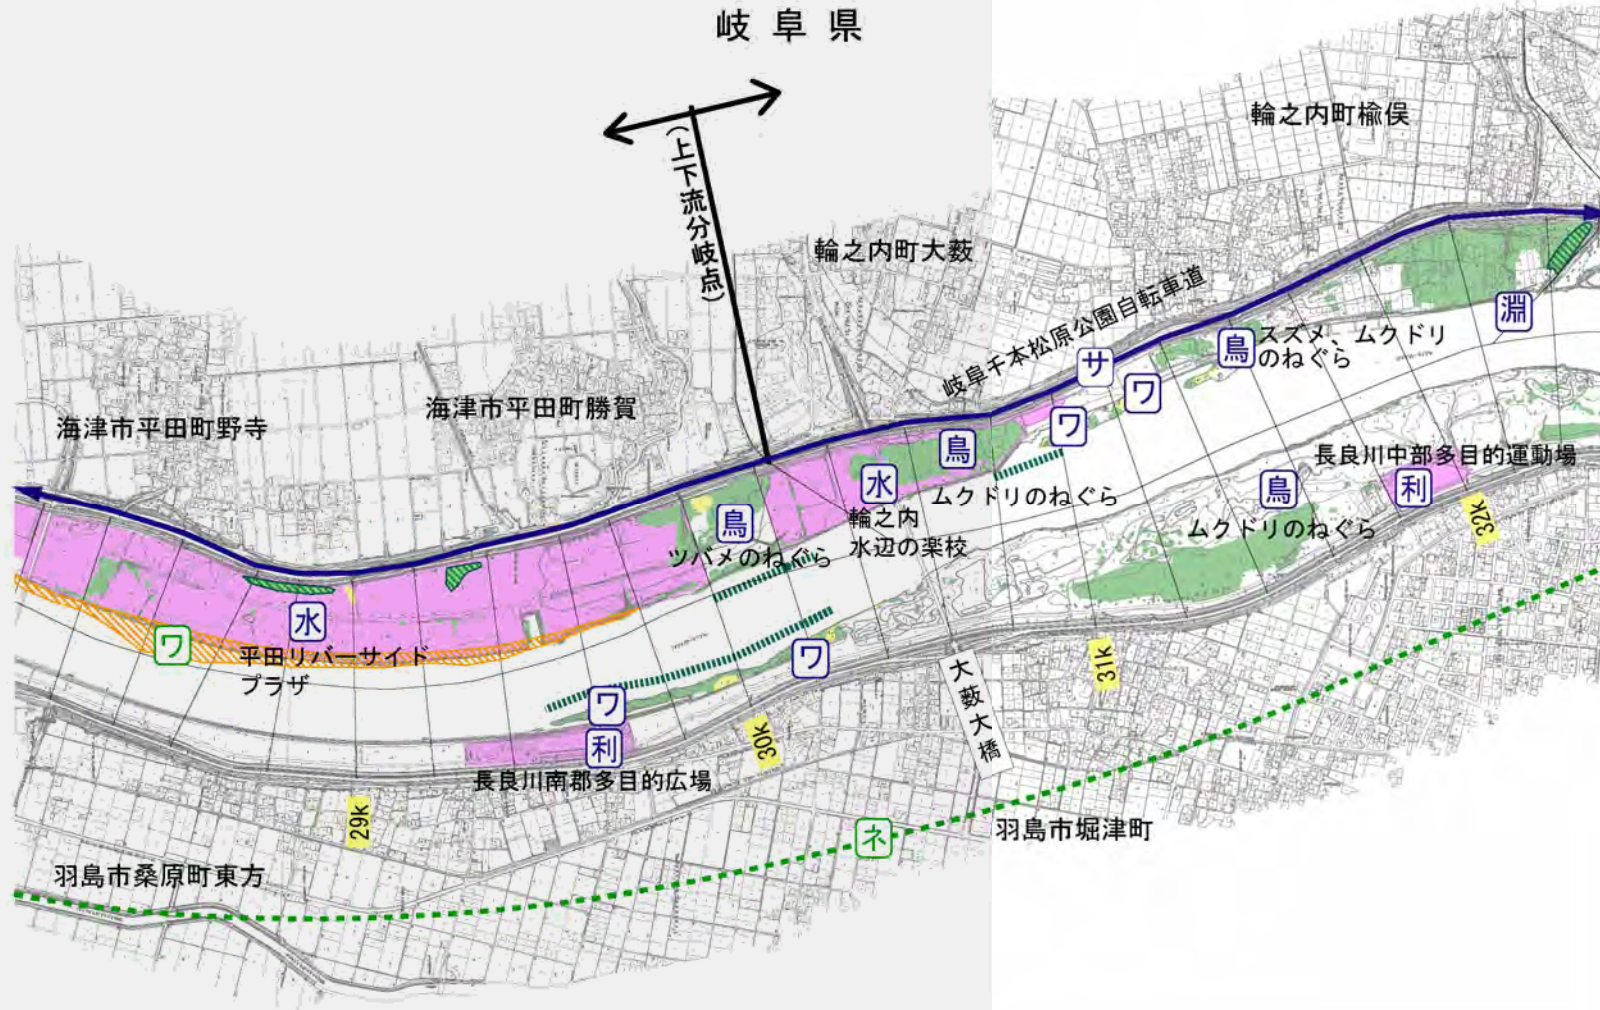 岐阜県
(上下流分岐点)
輪之内町楡俣
輪之内町大薮
岐阜千本松原公園自転車道
サ
ワ
鳥
スズメ、ムクドリ
のねぐら
淵
海津市平田町野寺
海津市平田町勝賀
ワ
鳥
ムクドリのねぐら
水
輪之内
水辺の楽校
鳥
ツバメのねぐら
長良川中部多目的運動場
利
鳥
ムクドリのねぐら
32k
水
平田リバーサイド
プラザ
ワ
ワ
ワ
利
長良川南郡多目的広場
30k
大薮大橋
31k
29k
ネ
羽島市堀津町
羽島市桑原町東方